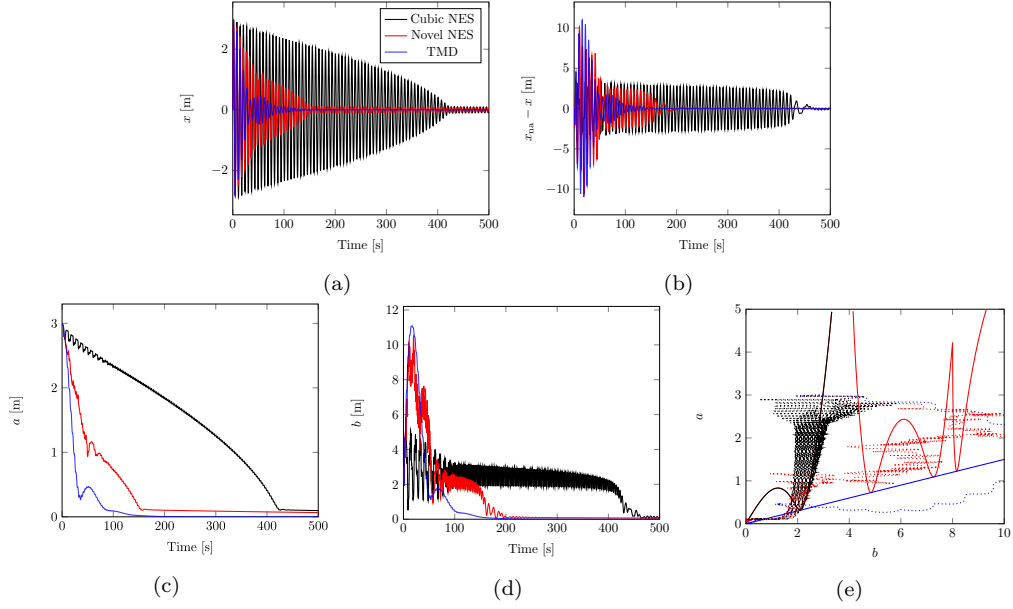 2
0
−2
x [m]
0 100 200 300 400 500
Time [s]
Cubic NES
Novel NES
TMD
(a)
10
5
0
−5
−10
x_na − x [m]
0 100 200 300 400 500
Time [s]
(b)
3
2
1
0
a [m]
0 100 200 300 400 500
Time [s]
(c)
12
10
8
6
4
2
0
b [m]
0 100 200 300 400 500
Time [s]
(d)
5
4
3
2
1
0
a
0 2 4 6 8 10
b
(e)